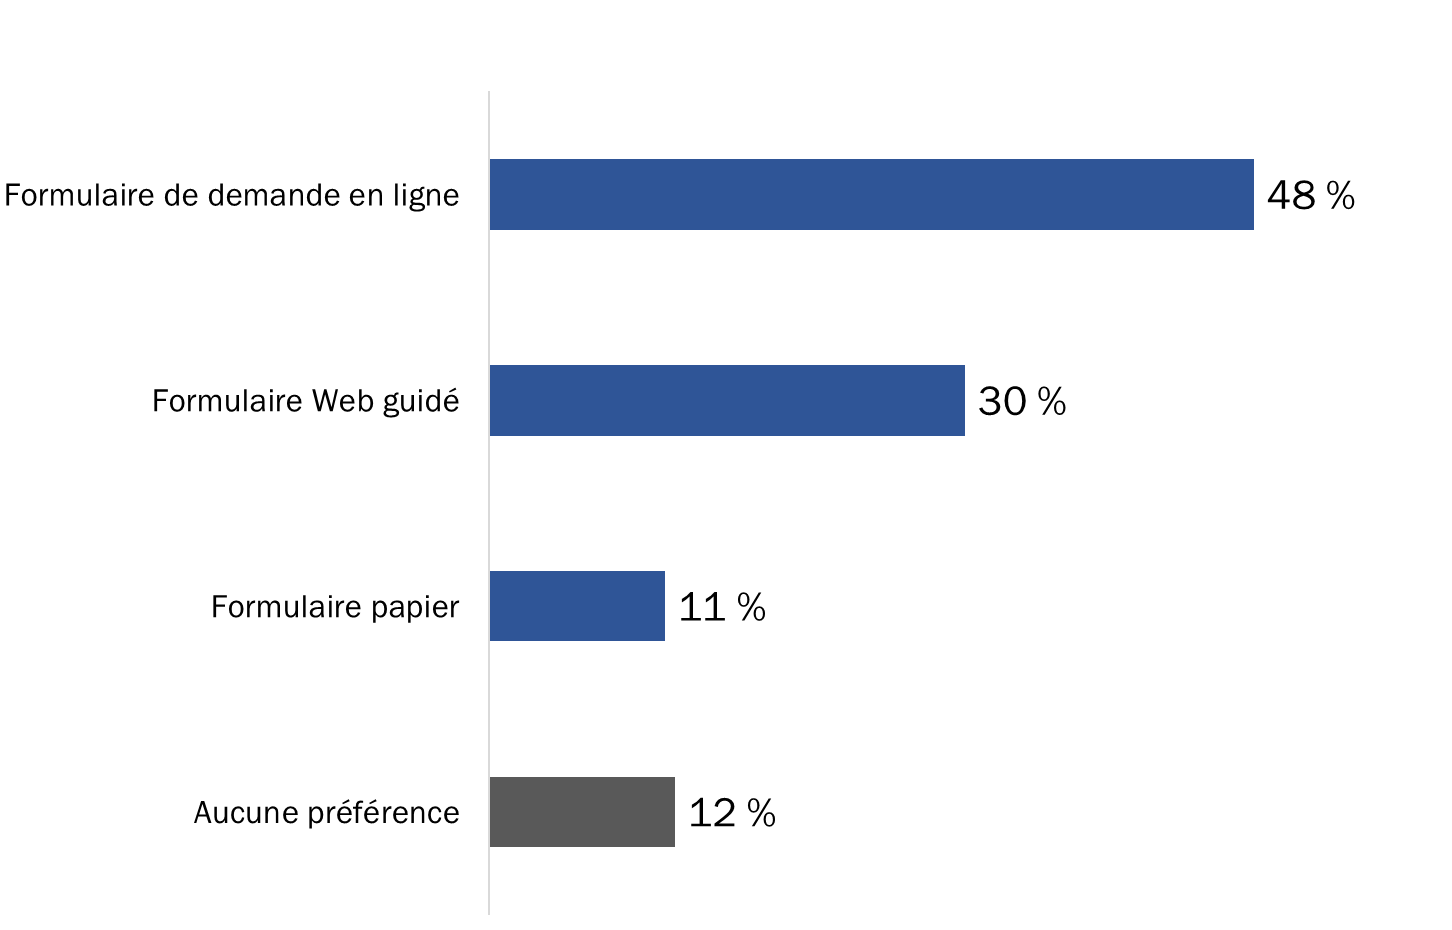 Formulaire de demande en ligne 48 %
Formulaire Web guidé 30 %
Formulaire papier 11 %
Aucune préférence 12 %